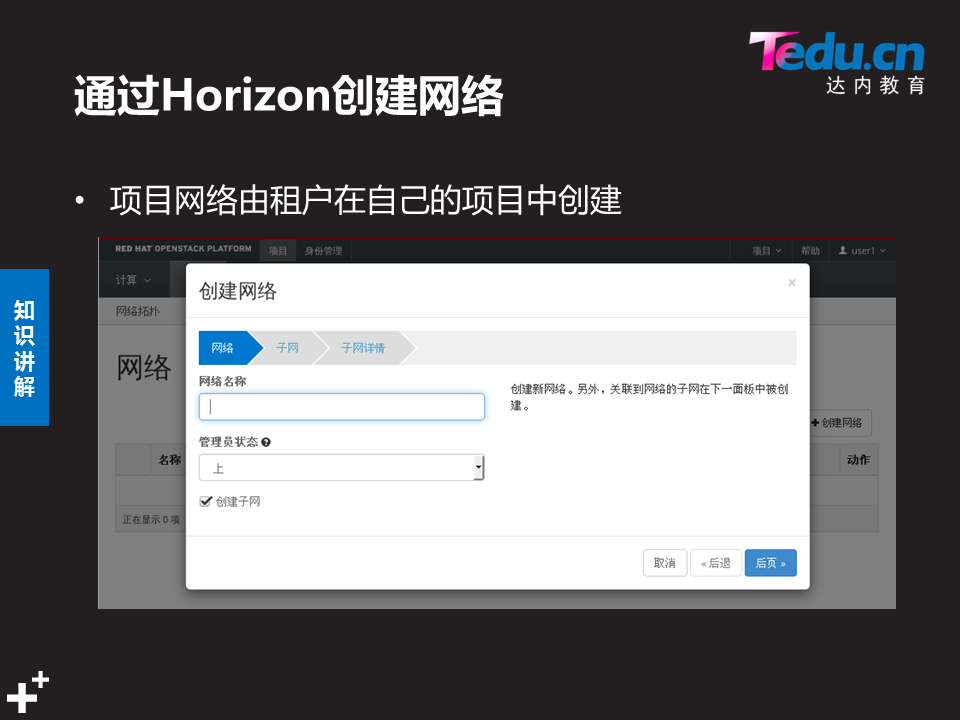 Tedu.cn
达内教育
通过Horizon创建网络
• 项目网络由租户在自己的项目中创建
知识讲解
RED HAT OPENSTACK PLATFORM 项目 身份管理 项目 帮助 user1
计算
网络拓扑
网络
创建网络
×
网络 子网 子网详情
网络名称
创建新网络。另外，关联到网络的子网在下一面板中被创
建。
管理员状态
上
创建子网
取消 « 后退 后页 »
+ 创建网络
名称 动作
正在显示 0 项